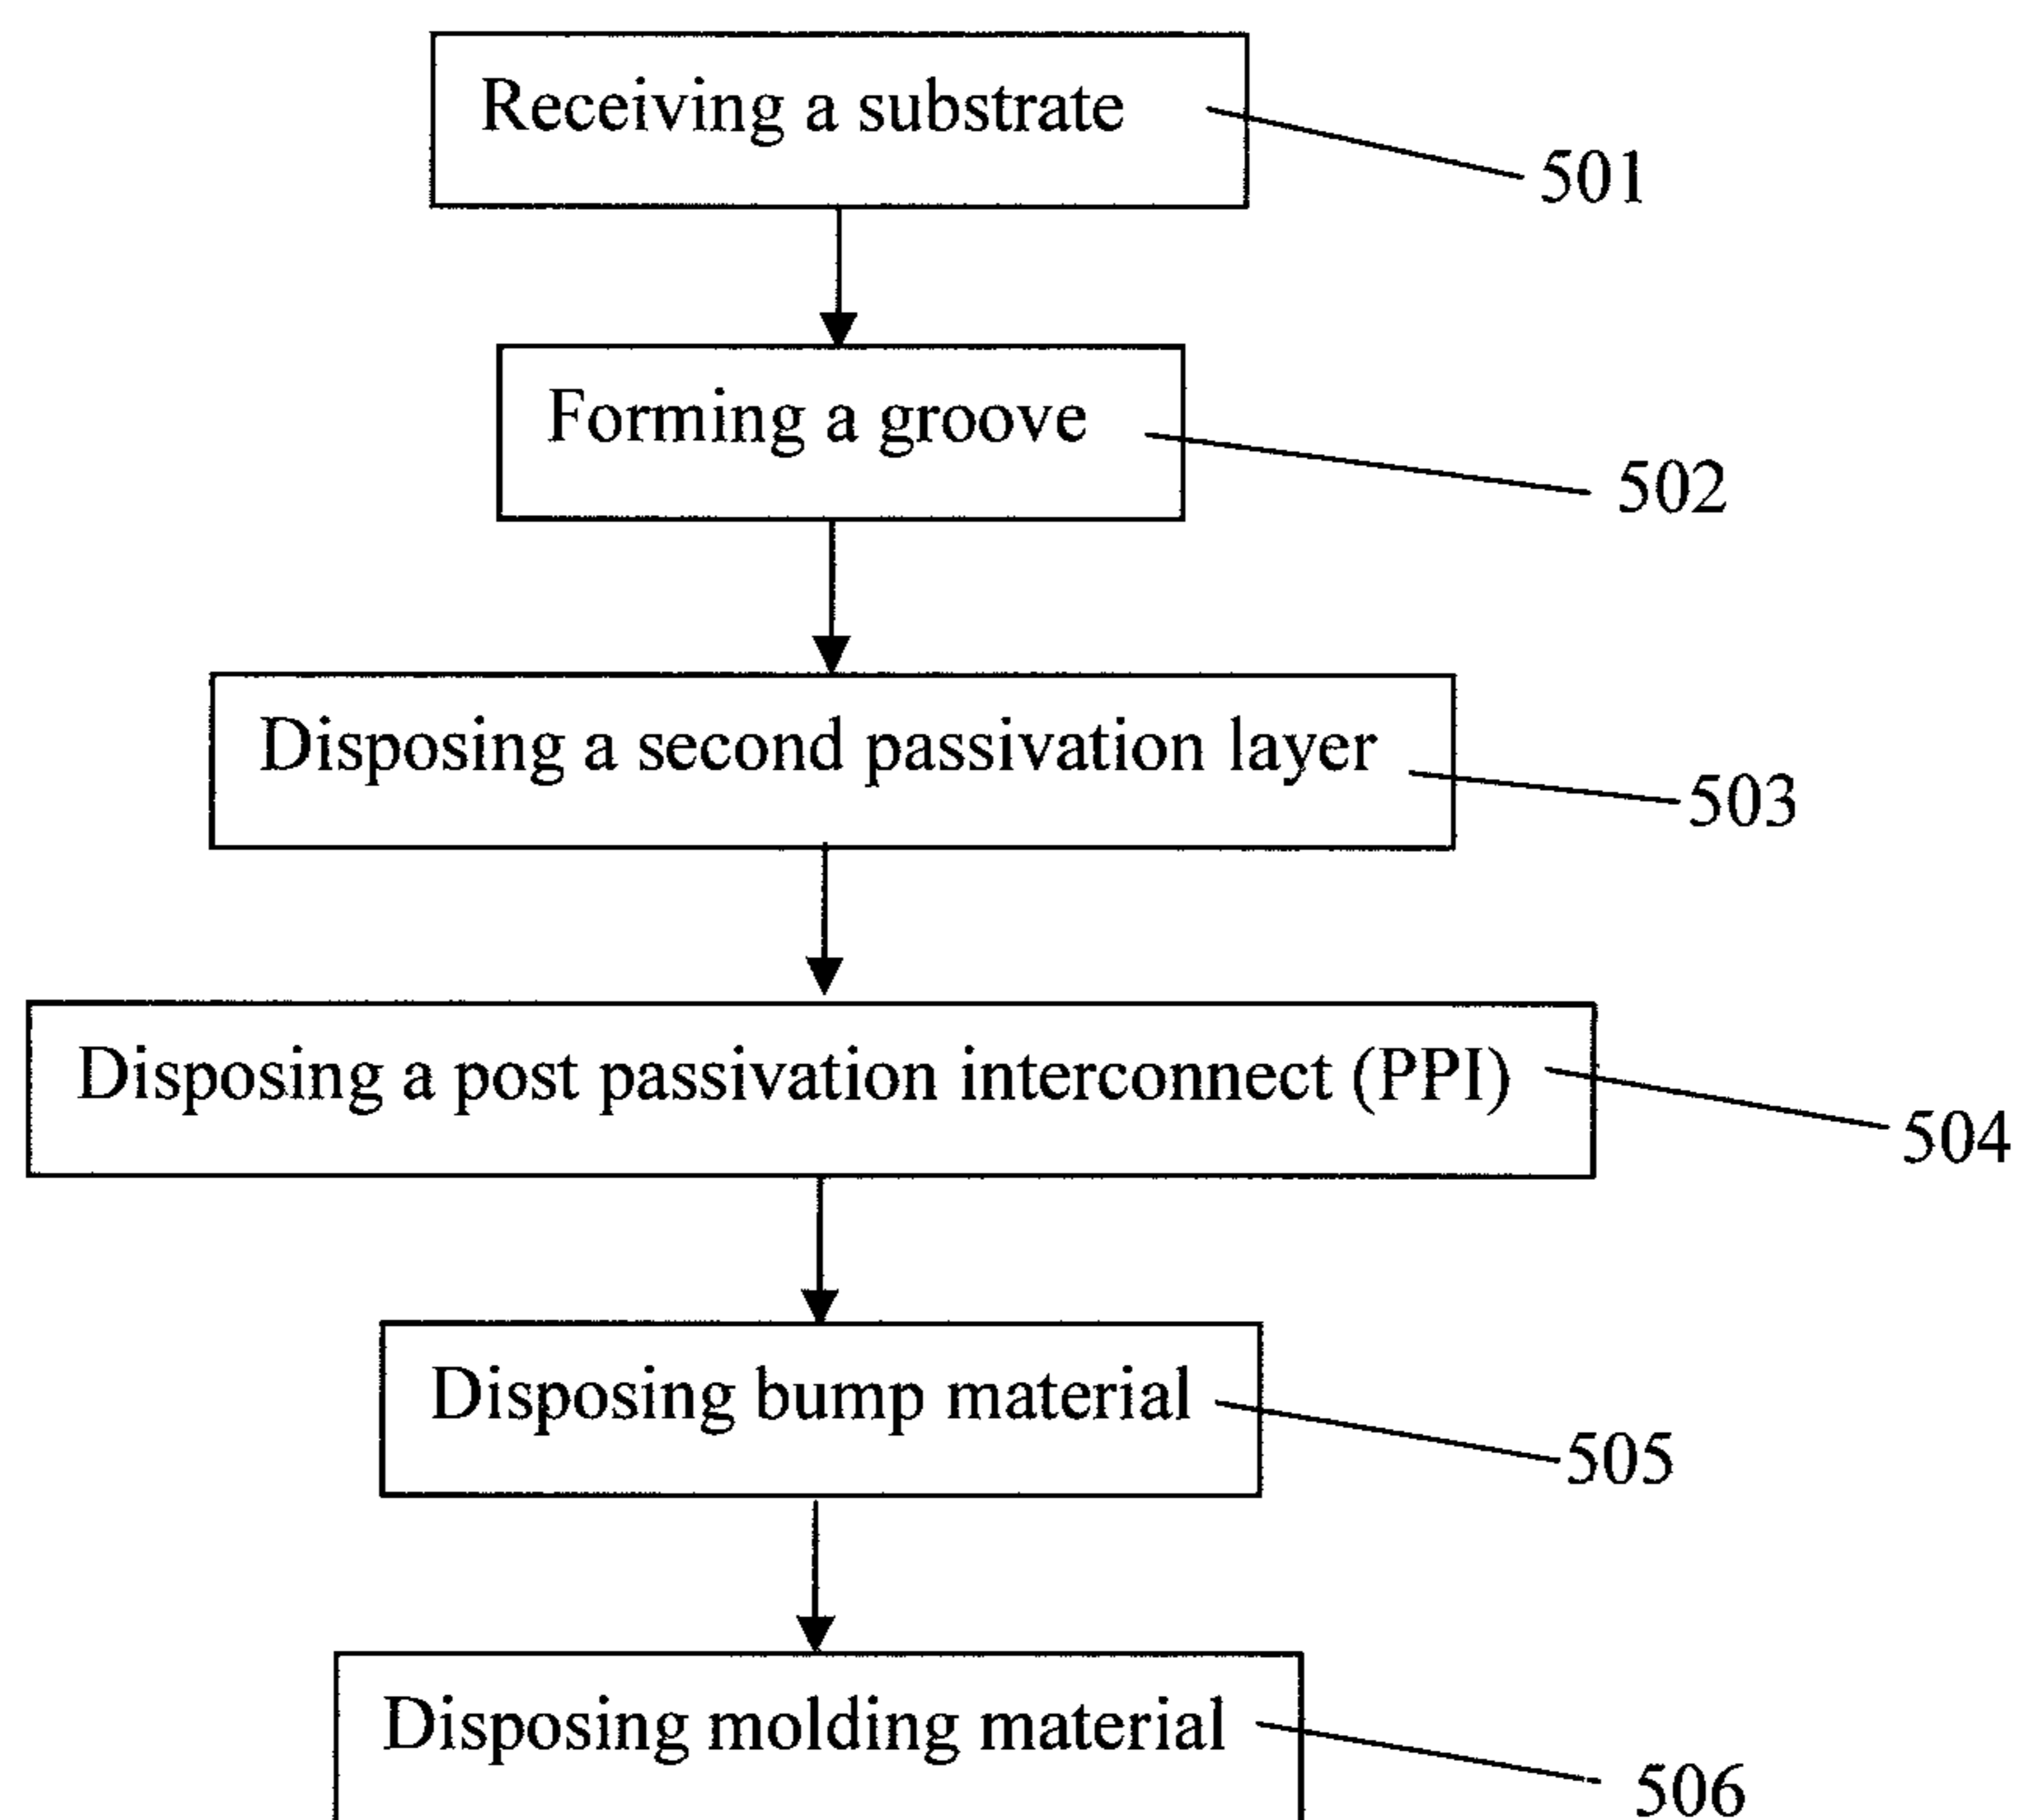 Receiving a substrate
501
Forming a groove
502
Disposing a second passivation layer
503
Disposing a post passivation interconnect (PPI)
504
Disposing bump material
505
Disposing molding material
506